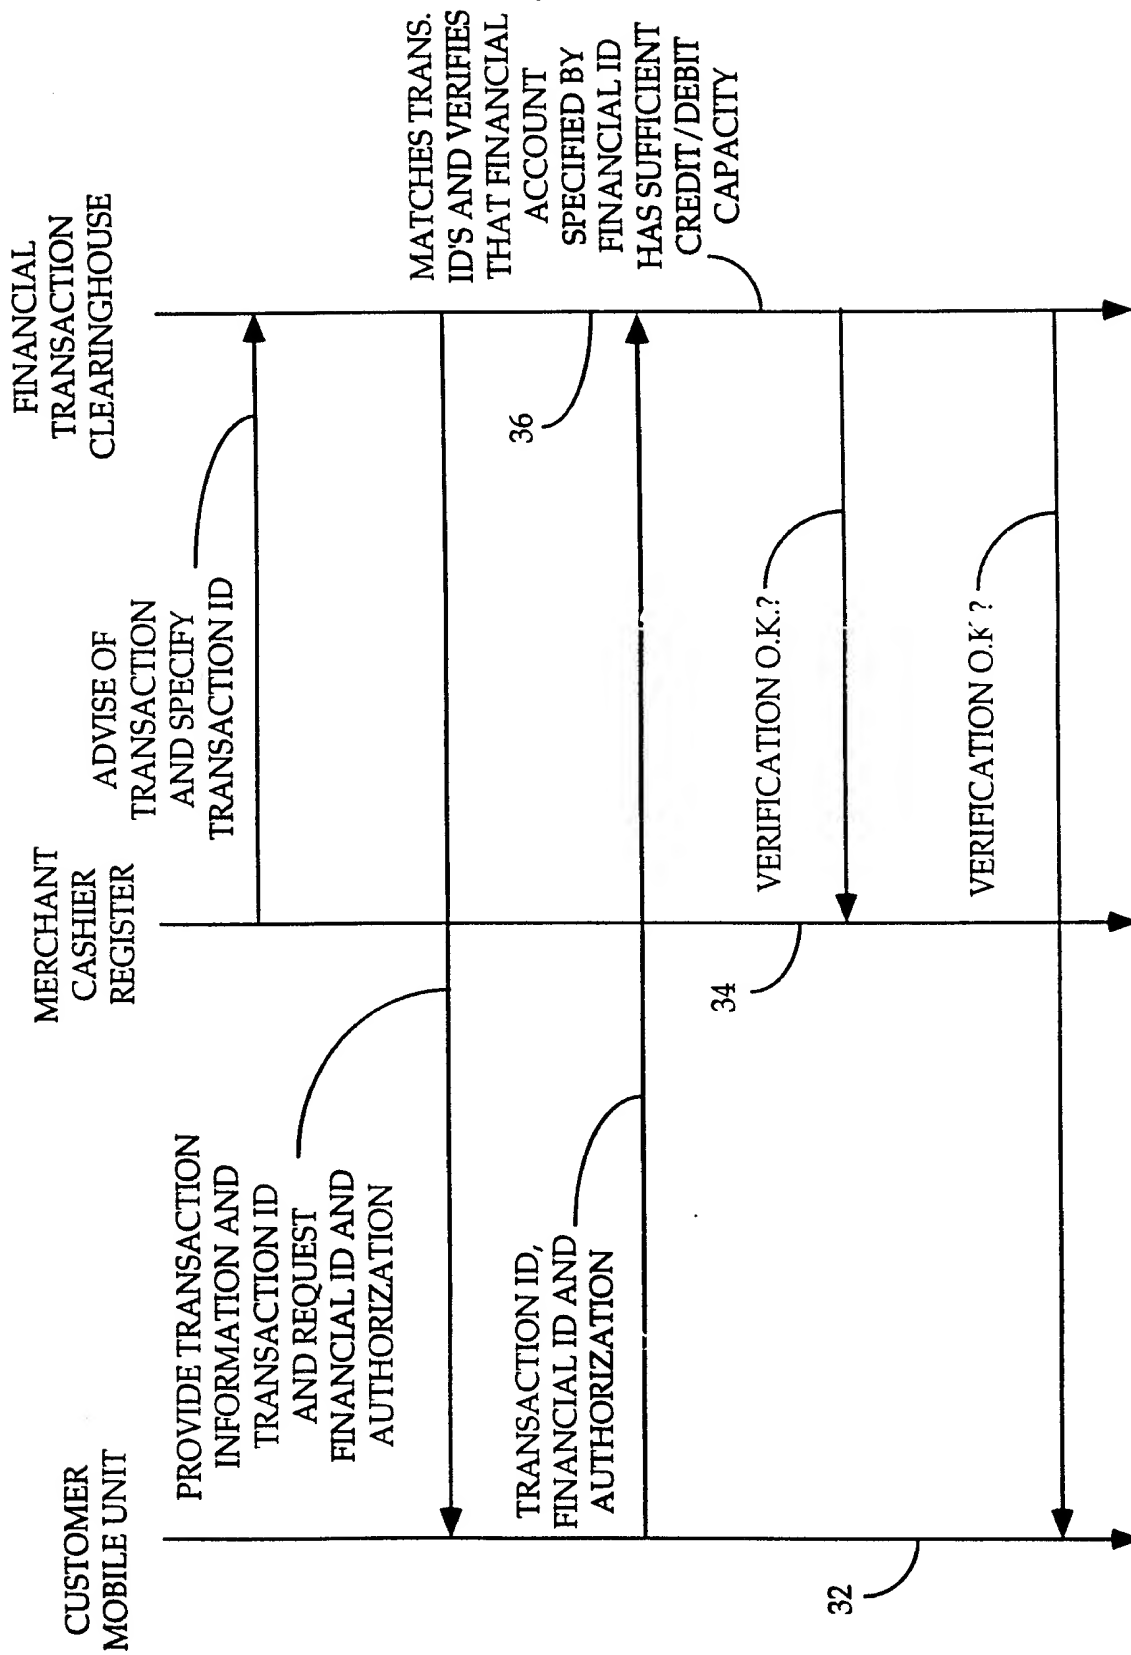 CUSTOMER
MOBILE UNIT
MERCHANT
CASHIER
REGISTER
FINANCIAL
TRANSACTION
CLEARINGHOUSE
ADVISE OF
TRANSACTION
AND SPECIFY
TRANSACTION ID
PROVIDE TRANSACTION
INFORMATION AND
TRANSACTION ID
AND REQUEST
FINANCIAL ID AND
AUTHORIZATION
36
MATCHES TRANS.
ID'S AND VERIFIES
THAT FINANCIAL
ACCOUNT
SPECIFIED BY
FINANCIAL ID
HAS SUFFICIENT
CREDIT/DEBIT
CAPACITY
TRANSACTION ID,
FINANCIAL ID AND
AUTHORIZATION
34
VERIFICATION O.K.?
32
VERIFICATION O.K ?